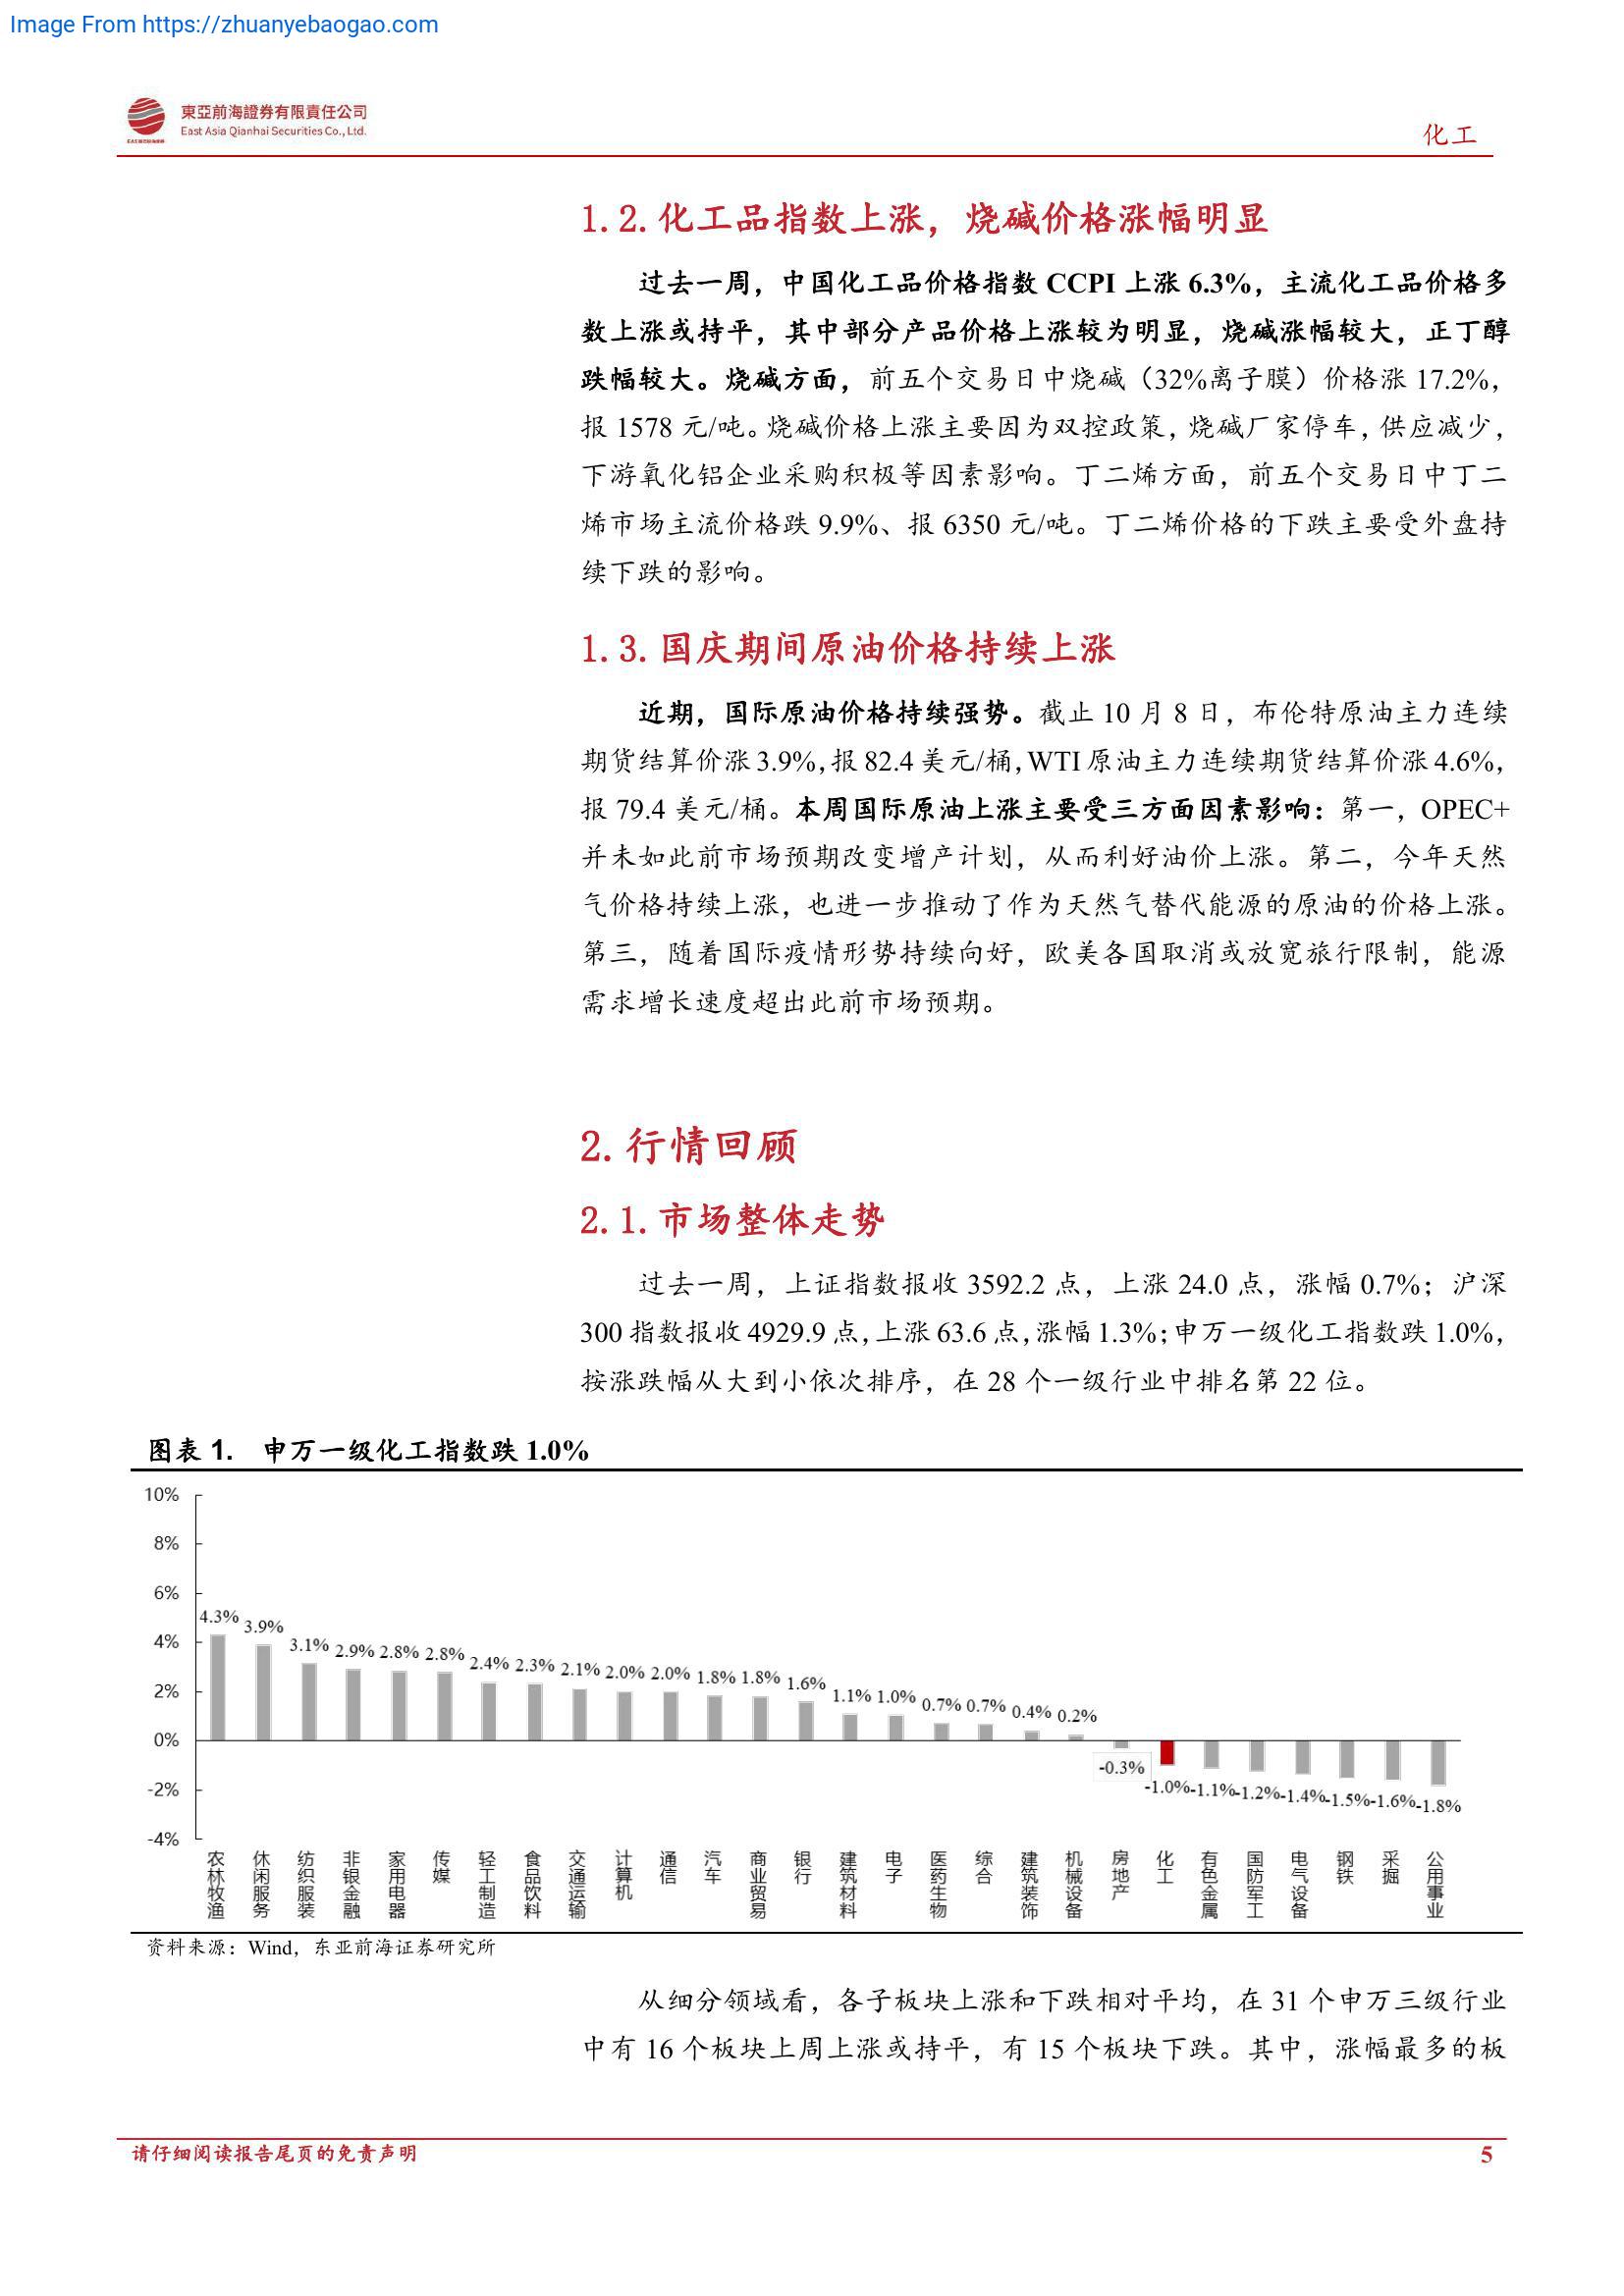 Image From https://zhuanyebaogao.com
東亞前海證券有限責任公司
East Asia Qianhai Securities Co., Ltd.
化工
1.2.化工品指数上涨，烧碱价格涨幅明显
过去一周，中国化工品价格指数 CCPI 上涨 6.3%，主流化工品价格多
数上涨或持平，其中部分产品价格上涨较为明显，烧碱涨幅较大，正丁醇
跌幅较大。烧碱方面，前五个交易日中烧碱（32%离子膜）价格涨 17.2%，
报 1578 元/吨。烧碱价格上涨主要因为双控政策，烧碱厂家停车，供应减少，
下游氧化铝企业采购积极等因素影响。丁二烯方面，前五个交易日中丁二
烯市场主流价格跌 9.9%、报 6350 元/吨。丁二烯价格的下跌主要受外盘持
续下跌的影响。
1.3.国庆期间原油价格持续上涨
近期，国际原油价格持续强势。截止 10 月 8 日，布伦特原油主力连续
期货结算价涨 3.9%，报 82.4 美元/桶，WTI 原油主力连续期货结算价涨 4.6%，
报 79.4 美元/桶。本周国际原油上涨主要受三方面因素影响：第一，OPEC+
并未如此前市场预期改变增产计划，从而利好油价上涨。第二，今年天然
气价格持续上涨，也进一步推动了作为天然气替代能源的原油的价格上涨。
第三，随着国际疫情形势持续向好，欧美各国取消或放宽旅行限制，能源
需求增长速度超出此前市场预期。
2.行情回顾
2.1.市场整体走势
过去一周，上证指数报收 3592.2 点，上涨 24.0 点，涨幅 0.7%；沪深
300 指数报收 4929.9 点，上涨 63.6 点，涨幅 1.3%；申万一级化工指数跌 1.0%，
按涨跌幅从大到小依次排序，在 28 个一级行业中排名第 22 位。
图表 1. 申万一级化工指数跌 1.0%
10%
8%
6%
4%
2%
0%
-2%
-4%
4.3% 3.9% 3.1% 2.9% 2.8% 2.8% 2.4% 2.3% 2.1% 2.0% 2.0% 1.8% 1.8% 1.6% 1.1% 1.0% 0.7% 0.7% 0.4% 0.2%
-0.3% -1.0% -1.1% -1.2% -1.4% -1.5% -1.6% -1.8%
农林牧渔 休闲服务 纺织服装 非银金融 家用电器 传媒 轻工制造 食品饮料 交通运输 计算机 通信 汽车 商业贸易 银行 建筑材料 电子 医药生物 综合 建筑装饰 机械设备 房地产 化工 有色金属 国防军工 电气设备 钢铁 采掘 公用事业
资料来源：Wind，东亚前海证券研究所
从细分领域看，各子板块上涨和下跌相对平均，在 31 个申万三级行业
中有 16 个板块上周上涨或持平，有 15 个板块下跌。其中，涨幅最多的板
请仔细阅读报告尾页的免责声明
5